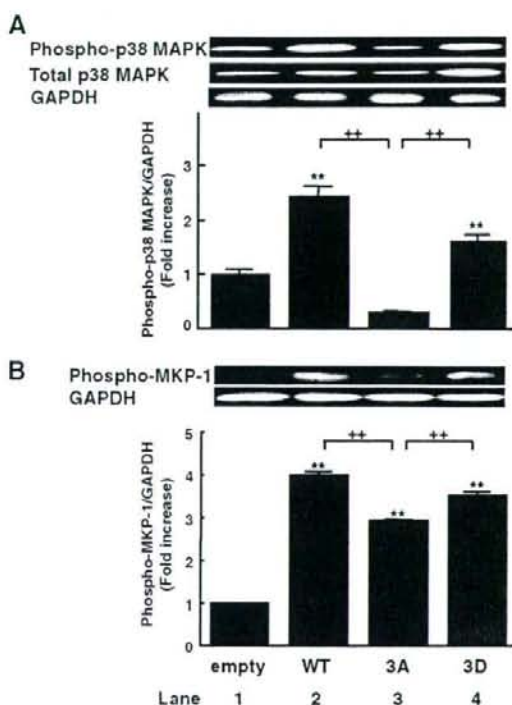 A
Phospho-p38 MAPK
Total p38 MAPK
GAPDH
++ ++
Phospho-p38 MAPK/GAPDH
(Fold increase)
3
2
1
0
**
**
B
Phospho-MKP-1
GAPDH
++ ++
Phospho-MKP-1/GAPDH
(Fold increase)
5
4
3
2
1
0
**
**
**
empty WT 3A 3D
Lane 1 2 3 4